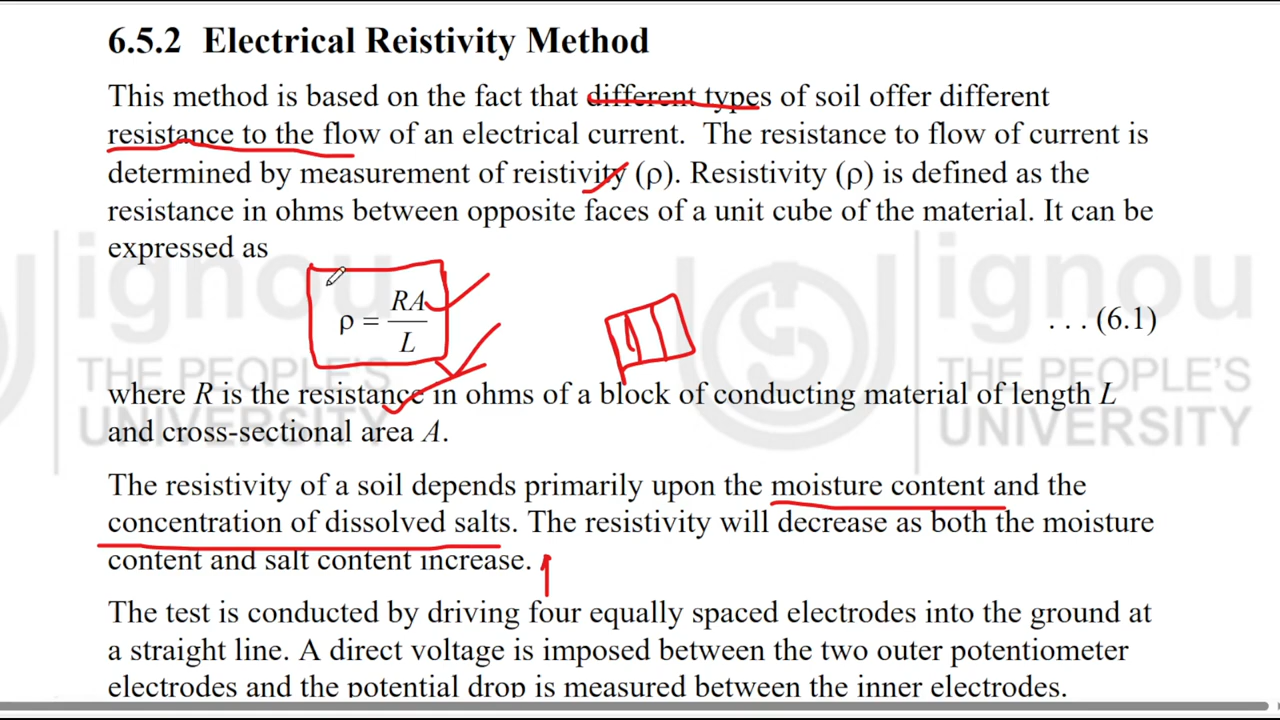 6.5.2 Electrical Reistivity Method
This method is based on the fact that different types of soil offer different
resistance to the flow of an electrical current. The resistance to flow of current is
determined by measurement of reistivity (ρ). Resistivity (ρ) is defined as the
resistance in ohms between opposite faces of a unit cube of the material. It can be
expressed as
ρ = RA / L . . . (6.1)
where R is the resistance in ohms of a block of conducting material of length L
and cross-sectional area A.
The resistivity of a soil depends primarily upon the moisture content and the
concentration of dissolved salts. The resistivity will decrease as both the moisture
content and salt content increase.
The test is conducted by driving four equally spaced electrodes into the ground at
a straight line. A direct voltage is imposed between the two outer potentiometer
electrodes and the potential drop is measured between the inner electrodes.
ignou
THE PEOPLE'S
UNIVERSITY
ignou
THE PEOPLE'S
UNIVERSITY